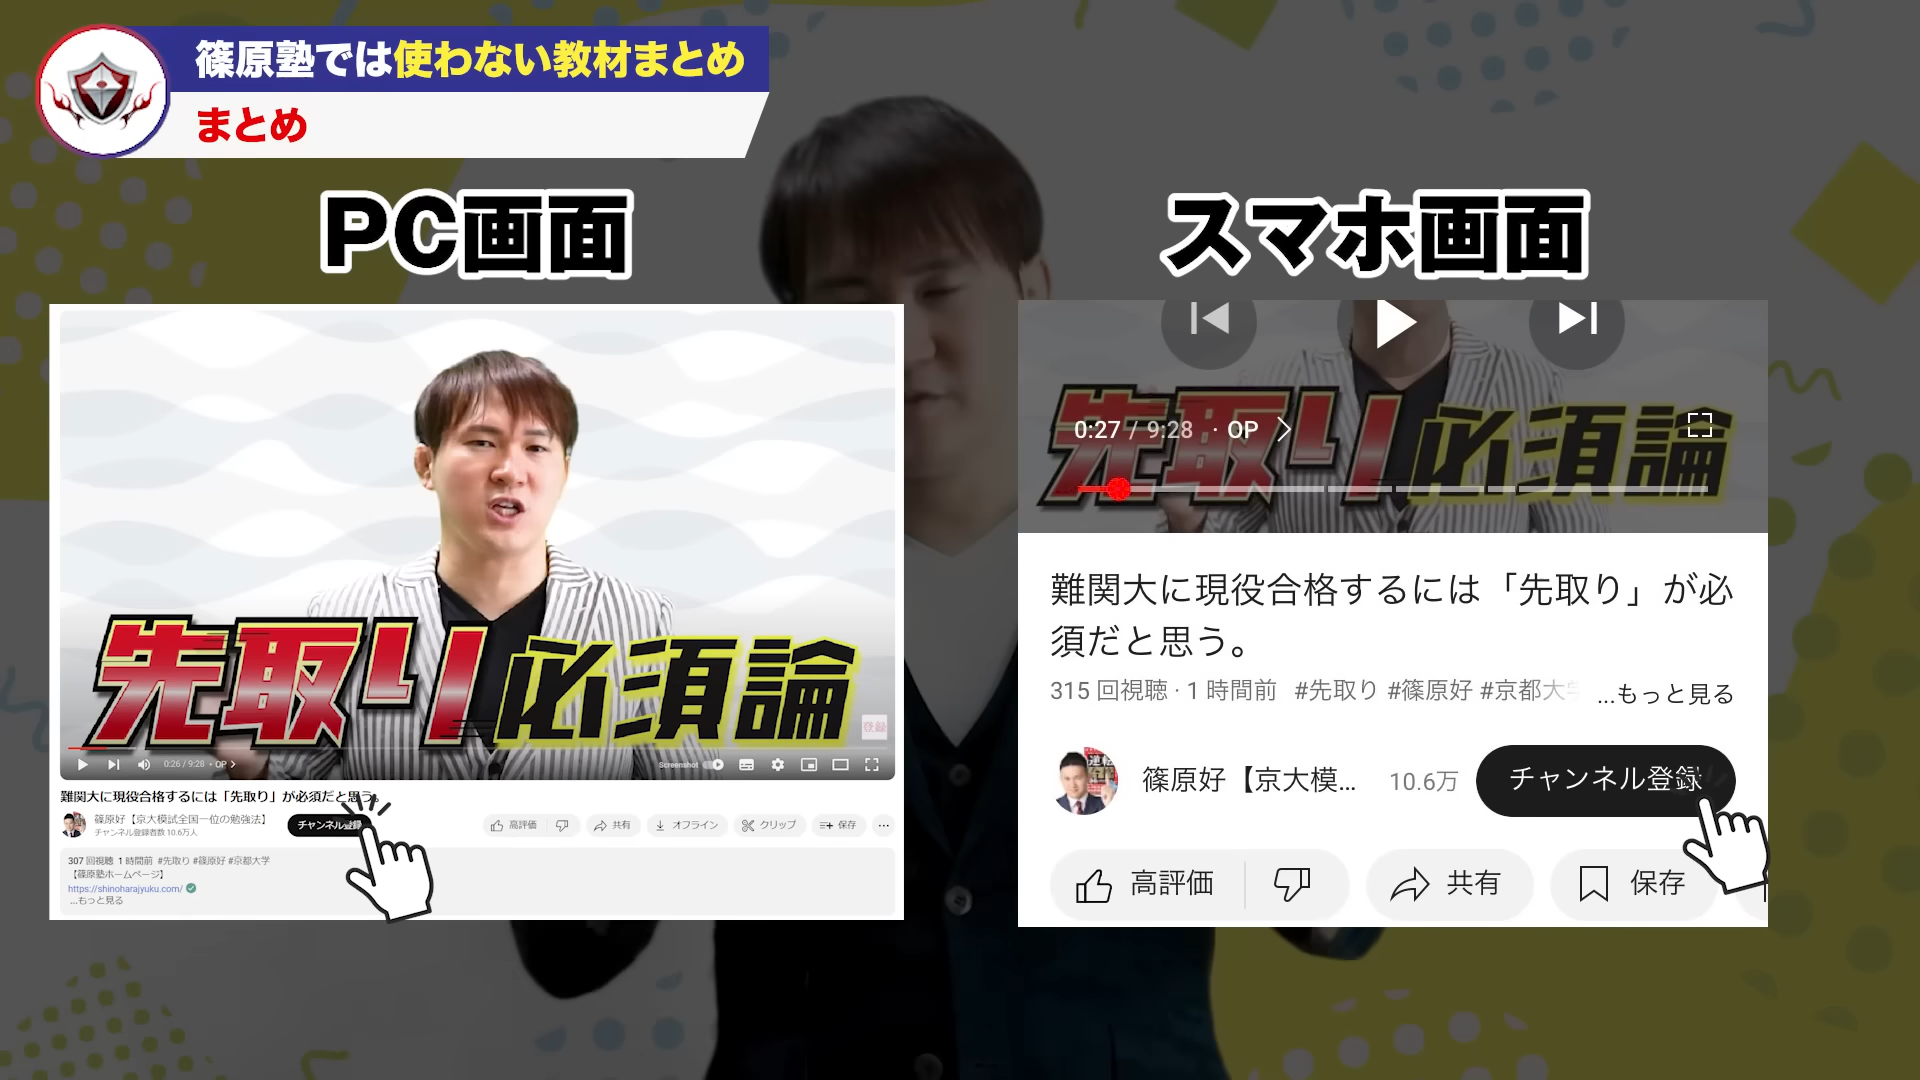 篠原塾では使わない教材まとめ
まとめ
PC画面
スマホ画面
先取り必須論
登録
0:26 / 9:28 • OP
Screenshot
難関大に現役合格するには「先取り」が必須だと思う。
篠原好【京大模試全国一位の勉強法】
チャンネル登録者数 10.6万人
チャンネル登録
高評価
共有
オフライン
クリップ
保存
307 回視聴 1 時間前 #先取り #篠原好 #京都大学
【篠原塾ホームページ】
https://shinoharajyuku.com/
...もっと見る
先取り必須論
0:27 / 9:28 · OP
難関大に現役合格するには「先取り」が必
須だと思う。
315 回視聴 · 1 時間前 #先取り #篠原好 #京都大学 ...もっと見る
篠原好【京大模... 10.6万 チャンネル登録
高評価
共有
保存